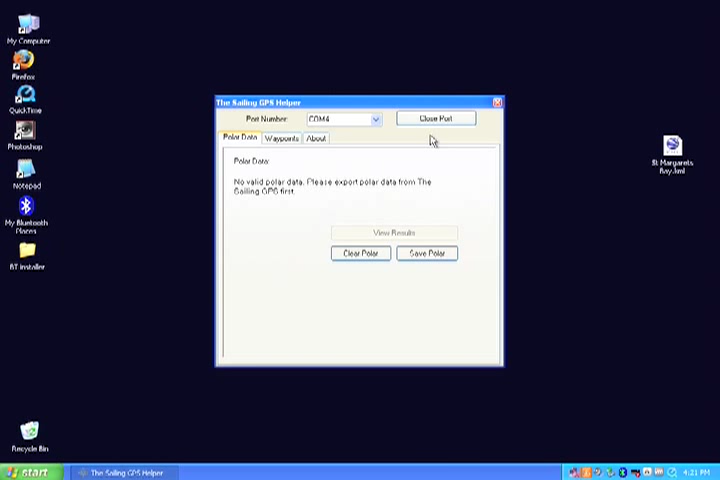 My Computer
Firefox
QuickTime
Photoshop
Notepad
My Bluetooth
Places
BT Installer
Recycle Bin
The Sailing GPS Helper
Port Number:
COM4
Close Port
Polar Data
Waypoints
About
Polar Data:
No valid polar data. Please export polar data from The
Sailing GPS first.
View Results
Clear Polar
Save Polar
St Margarets
Bay.kml
start
The Sailing GPS Helper
4:21 PM